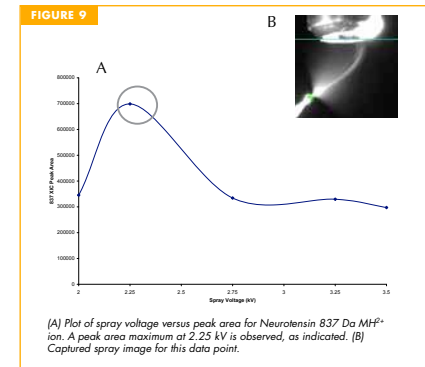 FIGURE 9
B
A
800000
700000
600000
500000
400000
300000
200000
100000
0
837 XIC Peak Area
2 2.25 2.5 2.75 3 3.25 3.5
Spray Voltage (kV)
(A) Plot of spray voltage versus peak area for Neurotensin 837 Da MH²⁺
ion. A peak area maximum at 2.25 kV is observed, as indicated. (B)
Captured spray image for this data point.